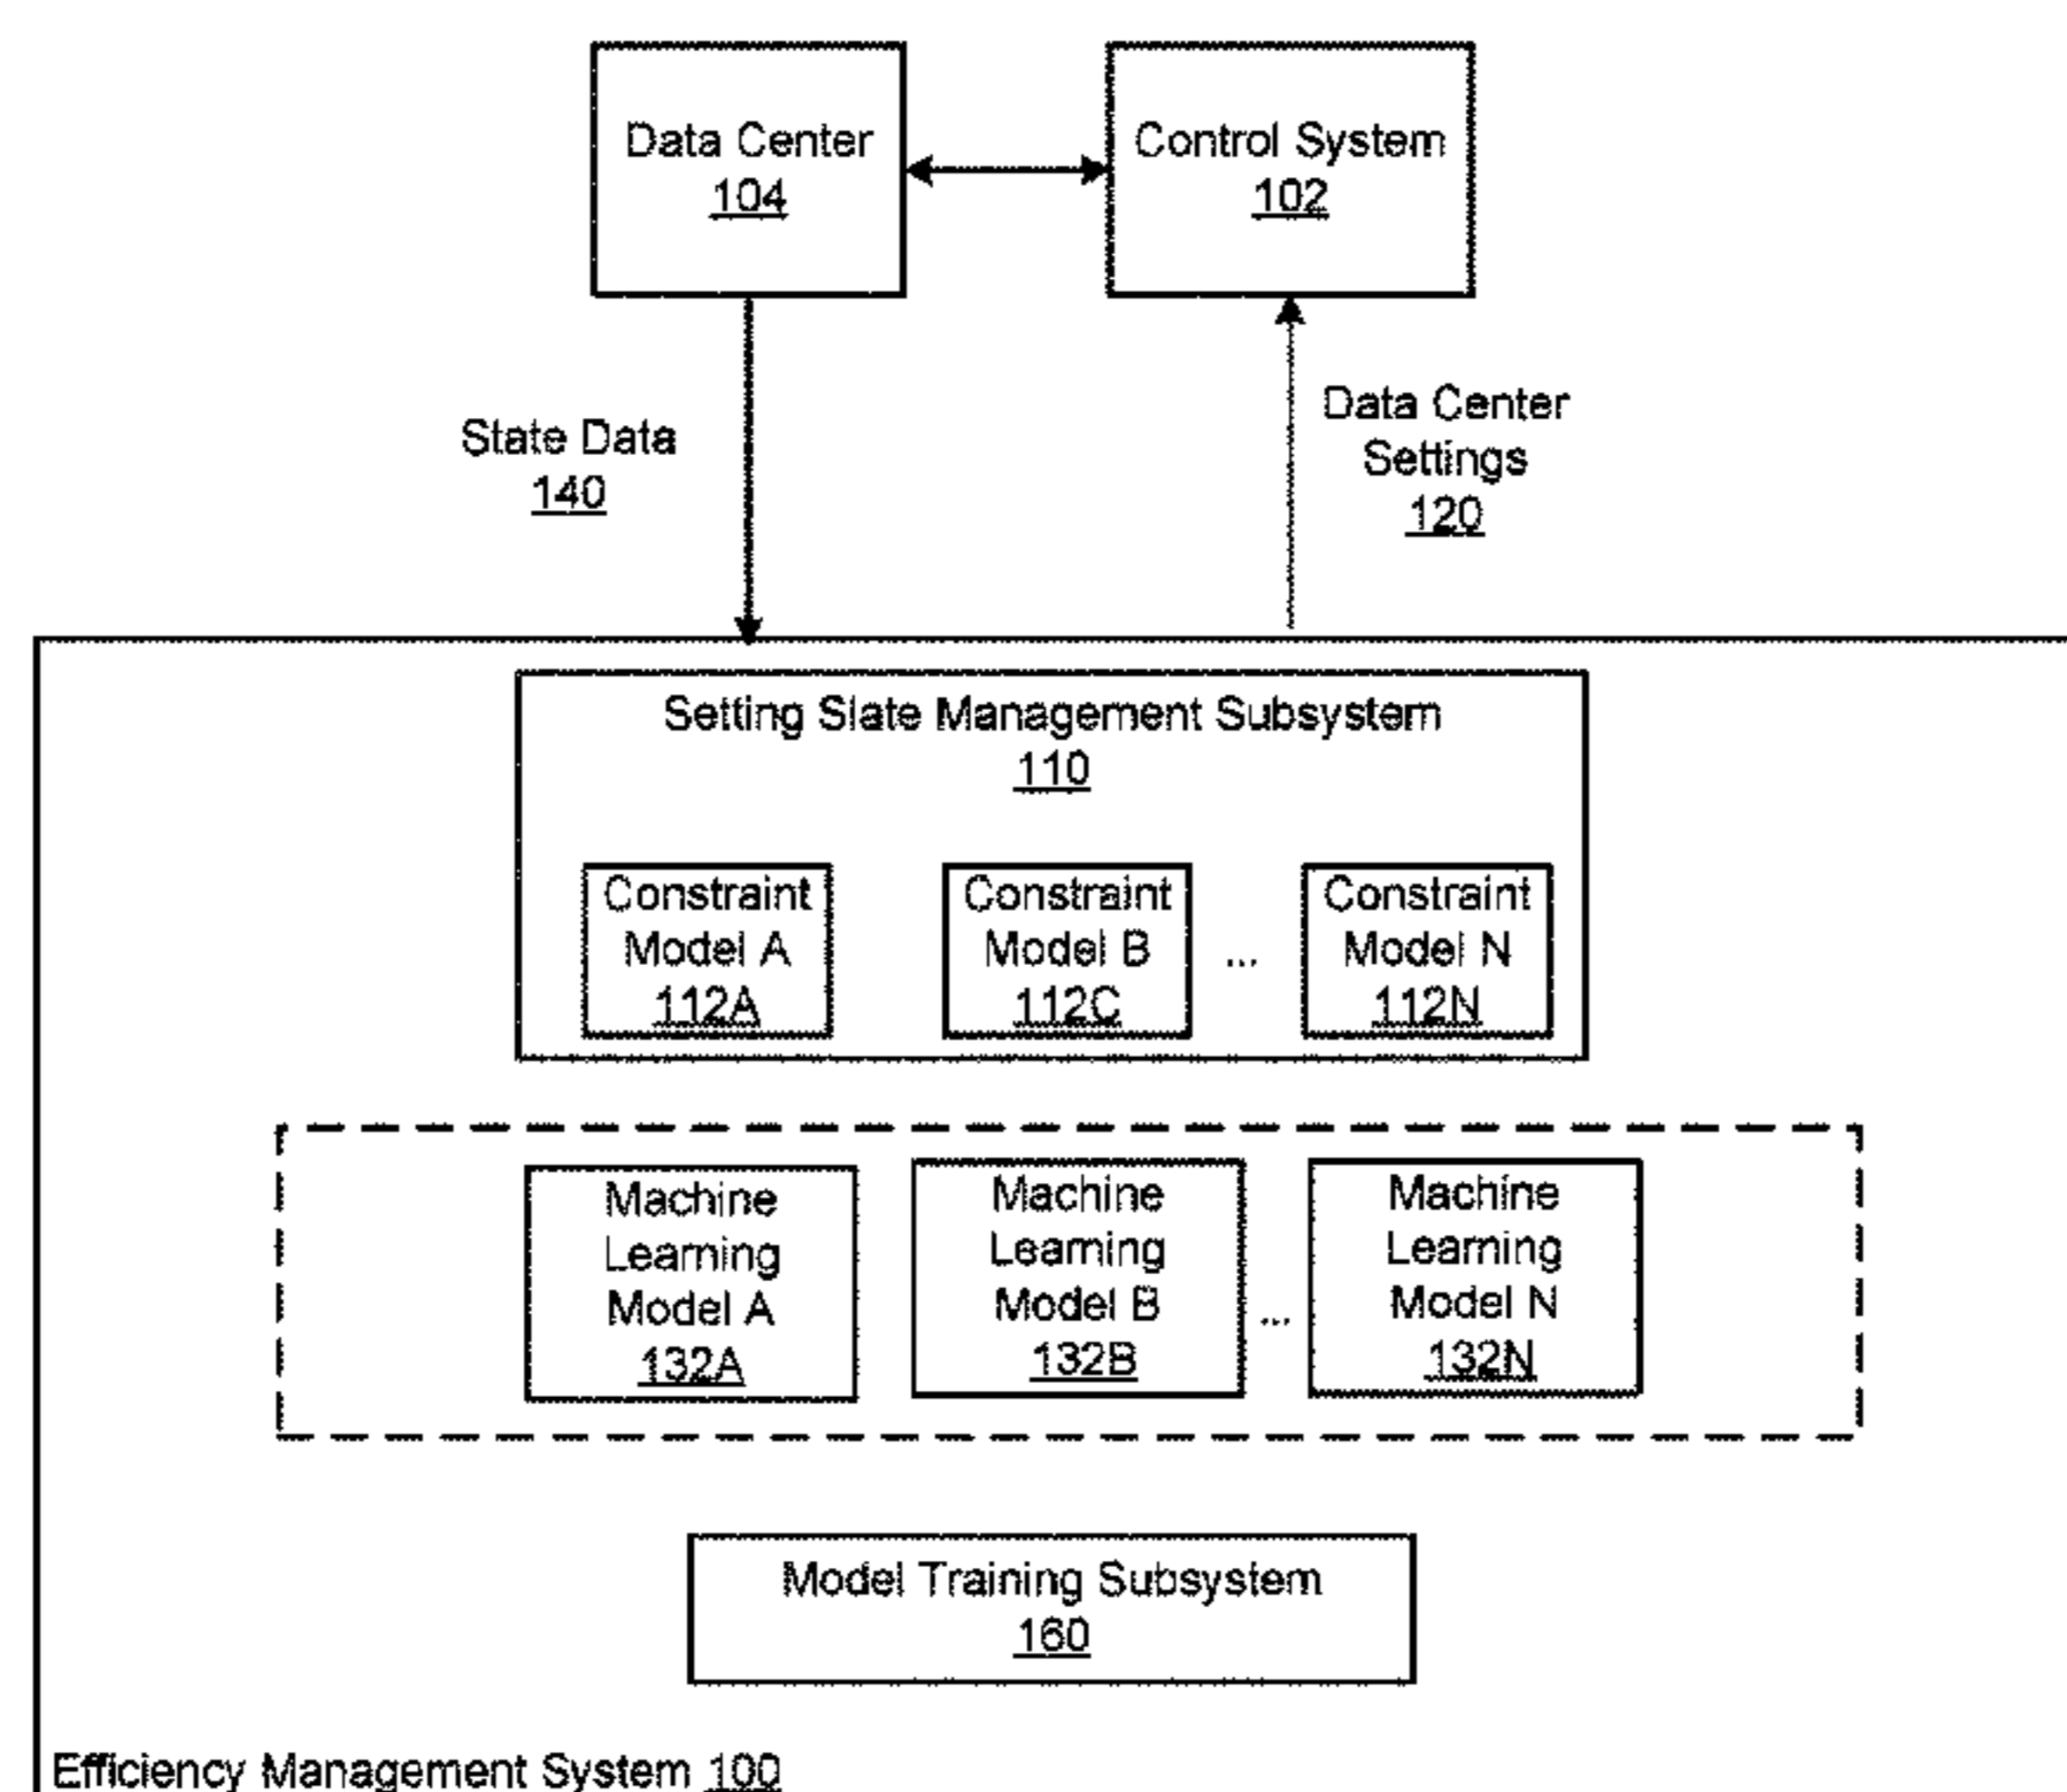 Data Center
104
Control System
102
State Data
140
Data Center
Settings
120
Setting Slate Management Subsystem
110
Constraint
Model A
112A
Constraint
Model B
112C
...
Constraint
Model N
112N
Machine
Learning
Model A
132A
Machine
Learning
Model B
132B
...
Machine
Learning
Model N
132N
Model Training Subsystem
160
Efficiency Management System 100